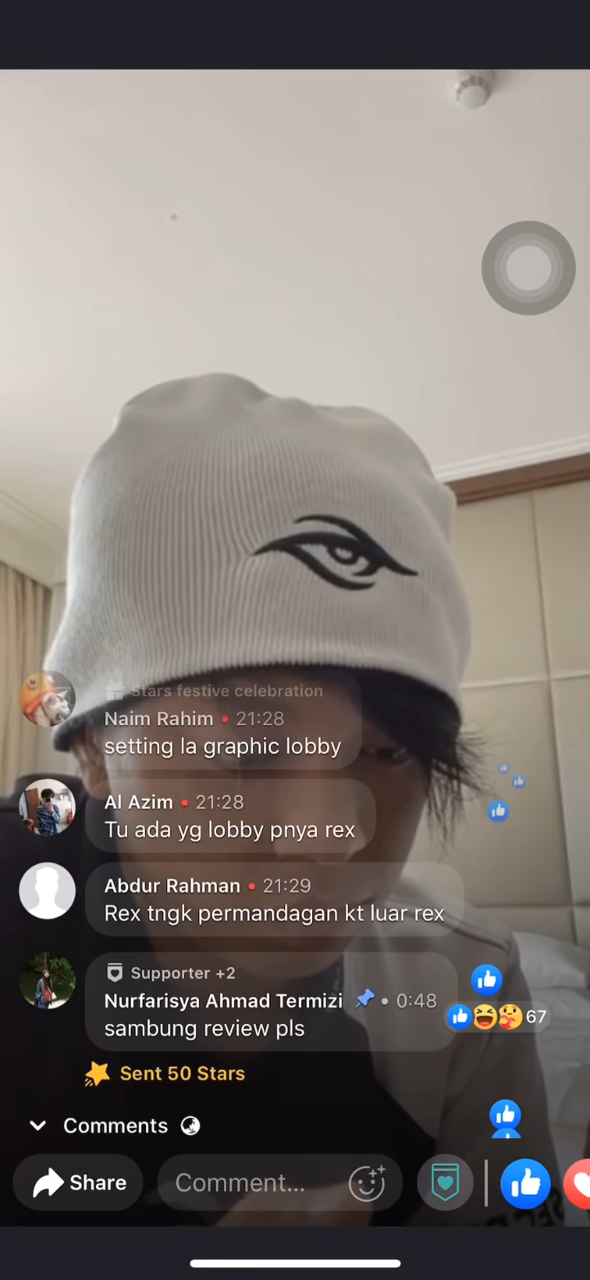 Stars festive celebration
Naim Rahim • 21:28
setting la graphic lobby
Al Azim • 21:28
Tu ada yg lobby pnya rex
Abdur Rahman • 21:29
Rex tngk permandagan kt luar rex
Supporter +2
Nurfarisya Ahmad Termizi • 0:48
sambung review pls
67
Sent 50 Stars
Comments
Share
Comment...